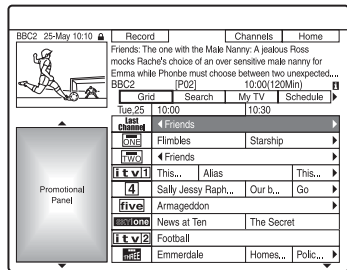 BBC2 25-May 10:10
Record Channels Home
Friends: The one with the Male Nanny: A jealous Ross
mocks Rache's choice of an over sensitive male nanny for
Emma while Phonbe must choose between two unexpected....
BBC2 [P02] 10:00(120Min)
Grid Search My TV Schedule
Tue,25 10:00 10:30
Last Channel Friends
ONE Flimbles Starship
TWO Friends
itv1 This... Alias This...
4 Sally Jessy Raph... Our b... Go
five Armageddon
sky one News at Ten The Secret
itv2 Football
THREE Emmerdale Homes... Polic...
Promotional
Panel